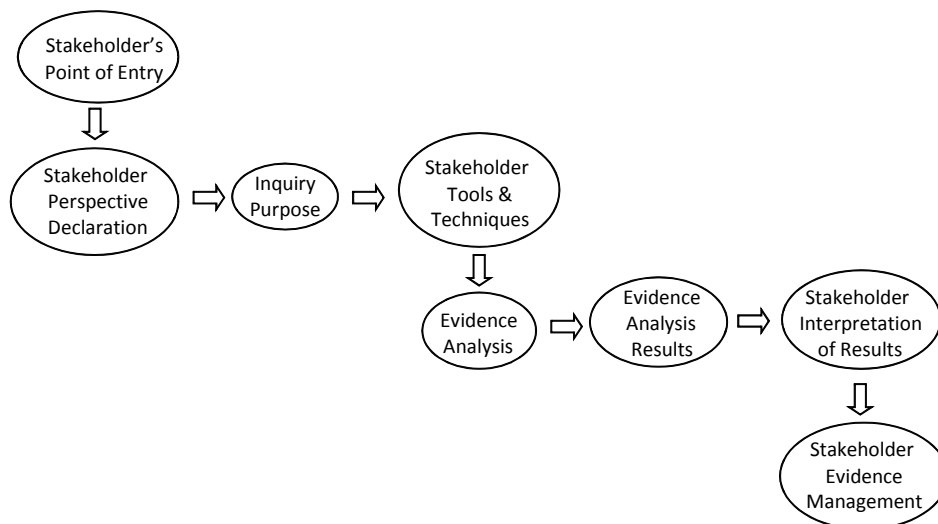 Stakeholder’s
Point of Entry
Stakeholder
Perspective
Declaration
Inquiry
Purpose
Stakeholder
Tools &
Techniques
Evidence
Analysis
Evidence
Analysis
Results
Stakeholder
Interpretation
of Results
Stakeholder
Evidence
Management